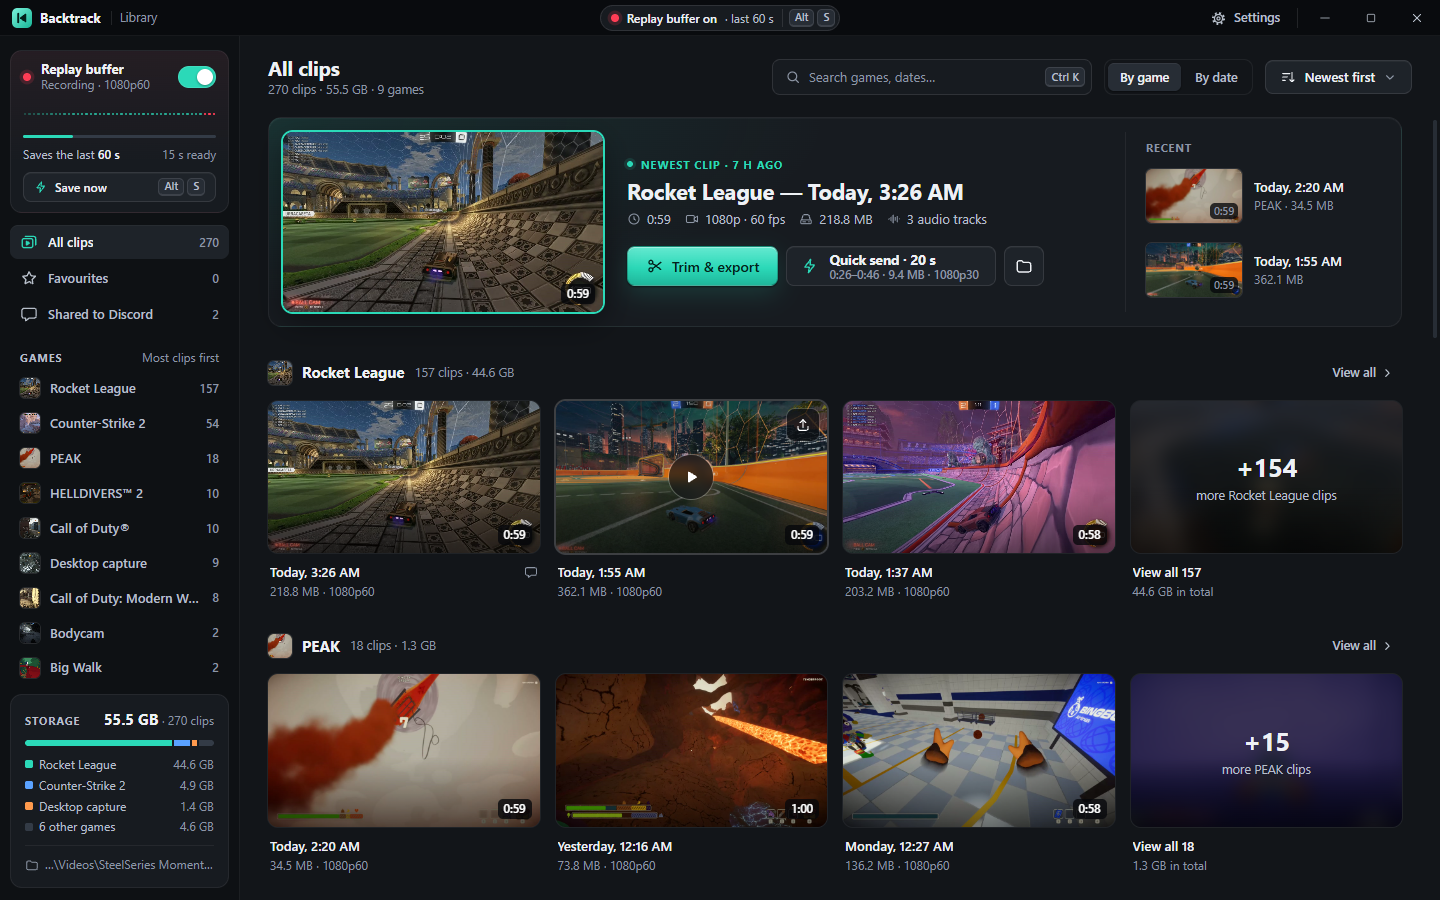 Backtrack
Library
Replay buffer on · last 60 s
Alt
S
Settings
Replay buffer
Recording · 1080p60
Saves the last 60 s
15 s ready
Save now
Alt
S
All clips
270
Favourites
0
Shared to Discord
2
GAMES
Most clips first
Rocket League
157
Counter-Strike 2
54
PEAK
18
HELLDIVERS™ 2
10
Call of Duty®
10
Desktop capture
9
Call of Duty: Modern W...
8
Bodycam
2
Big Walk
2
STORAGE
55.5 GB · 270 clips
Rocket League
44.6 GB
Counter-Strike 2
4.9 GB
Desktop capture
1.4 GB
6 other games
4.6 GB
...\Videos\SteelSeries Moment...
All clips
270 clips · 55.5 GB · 9 games
Search games, dates...
Ctrl K
By game
By date
Newest first
0:59
NEWEST CLIP · 7 H AGO
Rocket League — Today, 3:26 AM
0:59
1080p · 60 fps
218.8 MB
3 audio tracks
Trim & export
Quick send · 20 s
0:26–0:46 · 9.4 MB · 1080p30
RECENT
0:59
Today, 2:20 AM
PEAK · 34.5 MB
0:59
Today, 1:55 AM
362.1 MB
Rocket League
157 clips · 44.6 GB
View all
0:59
Today, 3:26 AM
218.8 MB · 1080p60
0:59
Today, 1:55 AM
362.1 MB · 1080p60
0:58
Today, 1:37 AM
203.2 MB · 1080p60
+154
more Rocket League clips
View all 157
44.6 GB in total
PEAK
18 clips · 1.3 GB
View all
0:59
Today, 2:20 AM
34.5 MB · 1080p60
1:00
Yesterday, 12:16 AM
73.8 MB · 1080p60
BINGBO
0:58
Monday, 12:27 AM
136.2 MB · 1080p60
+15
more PEAK clips
View all 18
1.3 GB in total